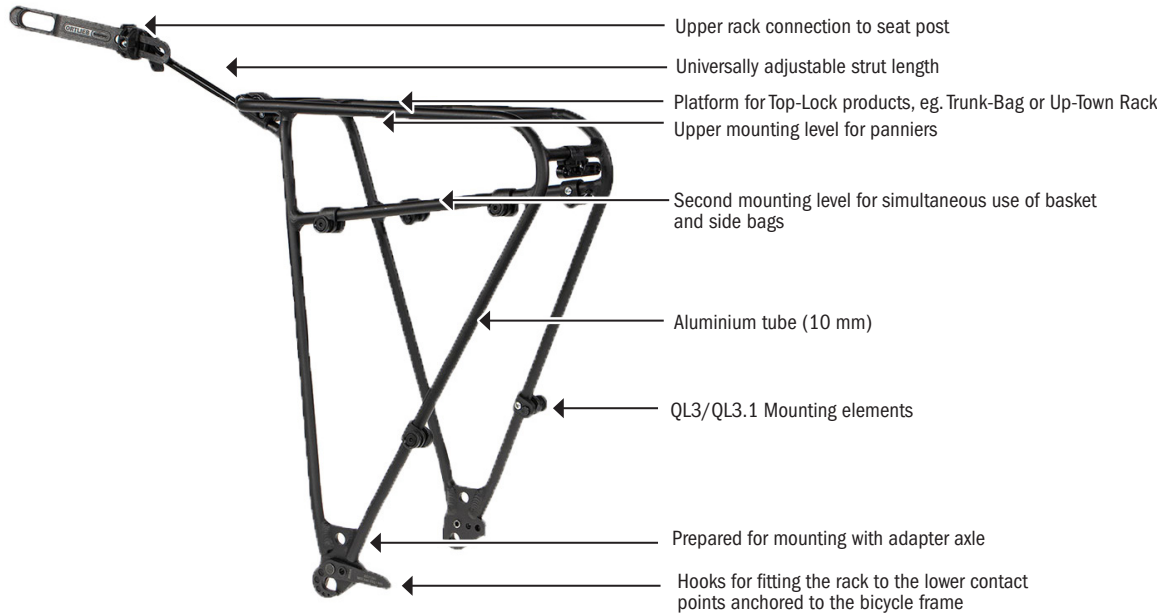 ORTLIEB
Upper rack connection to seat post
Universally adjustable strut length
Platform for Top-Lock products, eg. Trunk-Bag or Up-Town Rack
Upper mounting level for panniers
Second mounting level for simultaneous use of basket
and side bags
Aluminium tube (10 mm)
QL3/QL3.1 Mounting elements
Prepared for mounting with adapter axle
Hooks for fitting the rack to the lower contact
points anchored to the bicycle frame